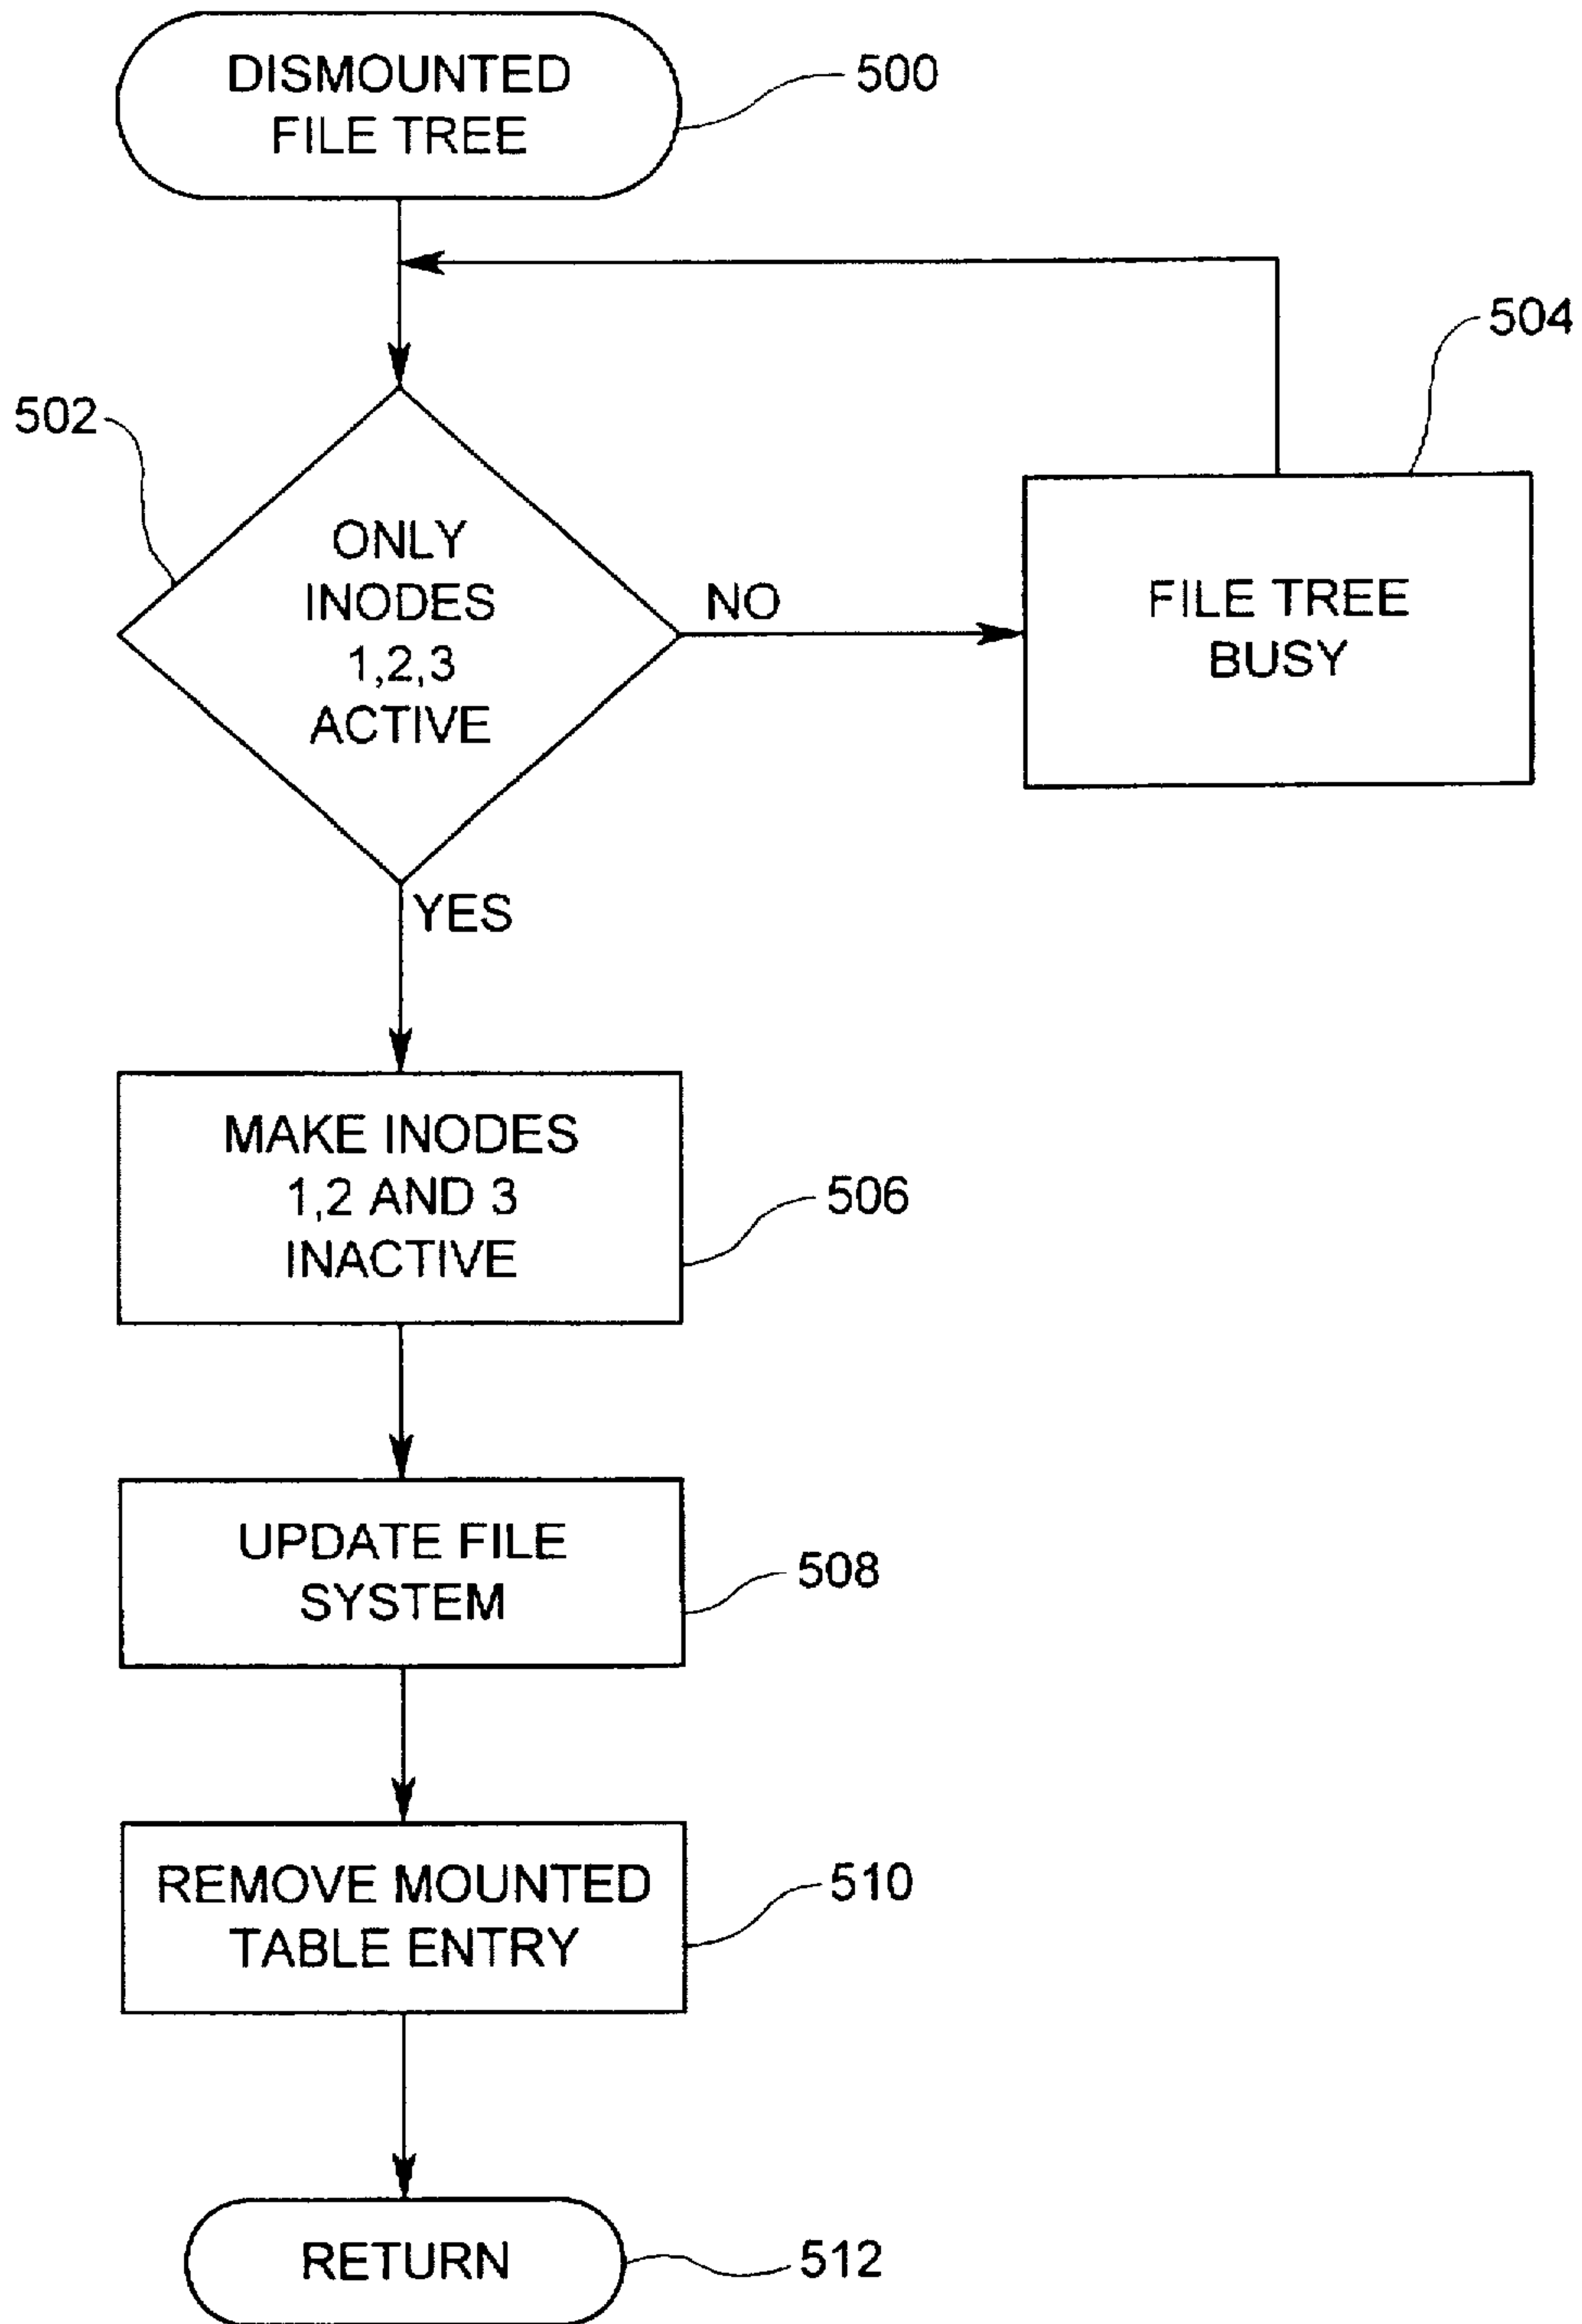 DISMOUNTED
FILE TREE
500
504
502
ONLY
INODES
1,2,3
ACTIVE
NO
FILE TREE
BUSY
YES
MAKE INODES
1,2 AND 3
INACTIVE
506
UPDATE FILE
SYSTEM
508
REMOVE MOUNTED
TABLE ENTRY
510
RETURN
512